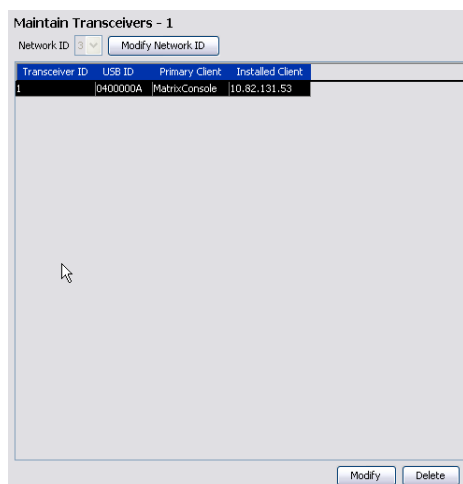 Maintain Transceivers - 1
Network ID 3 Modify Network ID
Transceiver ID USB ID Primary Client Installed Client
1 0400000A MatrixConsole 10.82.131.53
Modify Delete